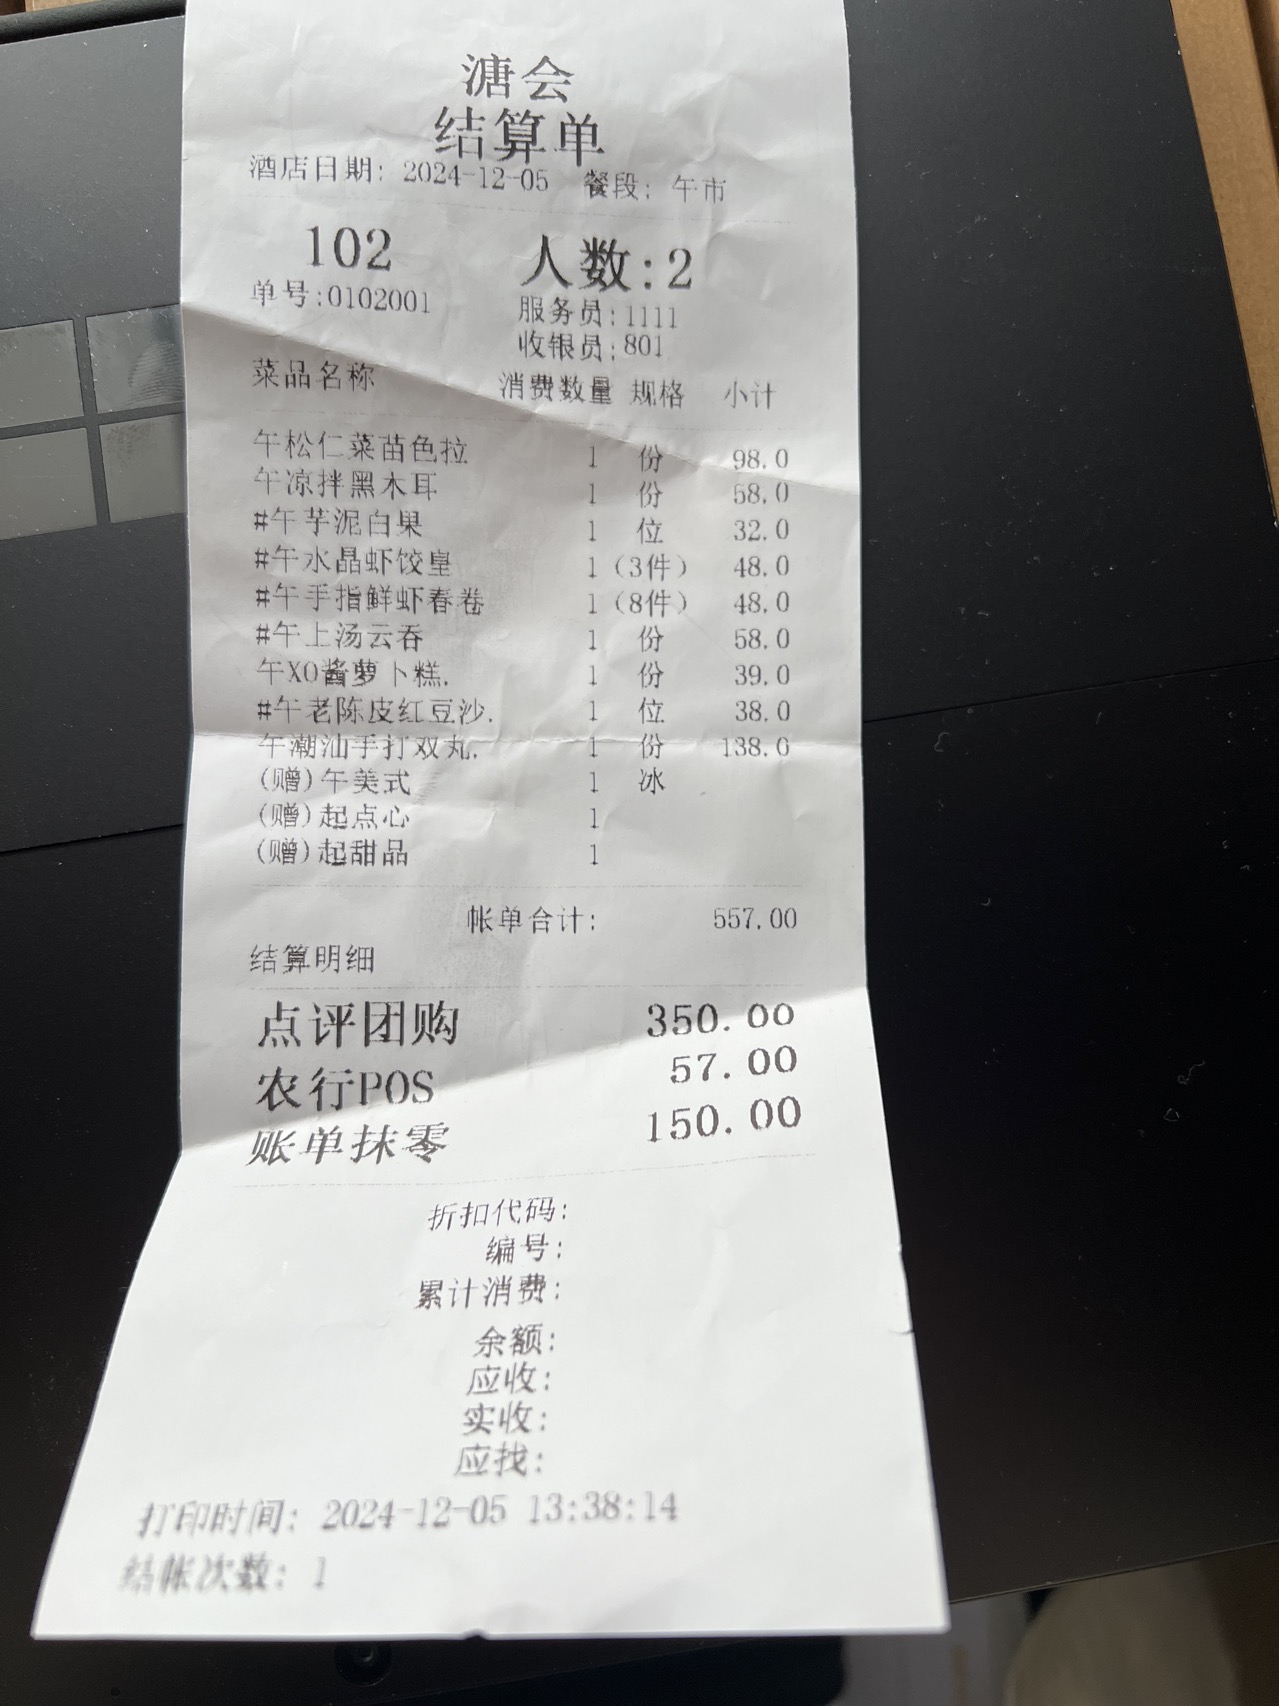 溏会
结算单
酒店日期: 2024-12-05 餐段: 午市
102 人数:2
单号:0102001 服务员:1111
收银员:801
菜品名称 消费数量 规格 小计
午松仁菜苗色拉 1 份 98.0
午凉拌黑木耳 1 份 58.0
#午芋泥白果 1 位 32.0
#午水晶虾饺皇 1 (3件) 48.0
#午手指鲜虾春卷 1 (8件) 48.0
#午上汤云吞 1 份 58.0
午XO酱萝卜糕. 1 份 39.0
#午老陈皮红豆沙. 1 位 38.0
午潮汕手打双丸. 1 份 138.0
(赠)午美式 1 冰
(赠)起点心 1
(赠)起甜品 1
帐单合计: 557.00
结算明细
点评团购 350.00
农行POS 57.00
账单抹零 150.00
折扣代码:
编号:
累计消费:
余额:
应收:
实收:
应找:
打印时间: 2024-12-05 13:38:14
结帐次数: 1